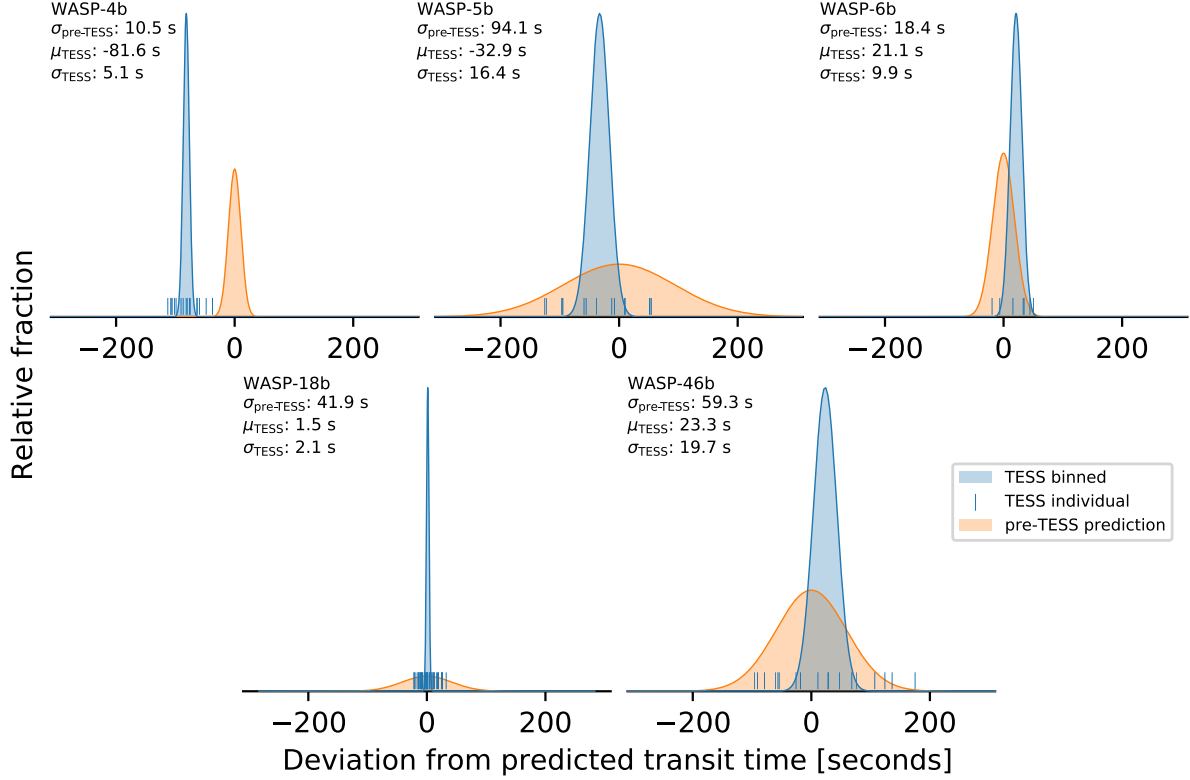 WASP-4b
σpre-TESS: 10.5 s
μTESS: -81.6 s
σTESS: 5.1 s
−200 0 200
WASP-5b
σpre-TESS: 94.1 s
μTESS: -32.9 s
σTESS: 16.4 s
−200 0 200
WASP-6b
σpre-TESS: 18.4 s
μTESS: 21.1 s
σTESS: 9.9 s
−200 0 200
Relative fraction
WASP-18b
σpre-TESS: 41.9 s
μTESS: 1.5 s
σTESS: 2.1 s
−200 0 200
WASP-46b
σpre-TESS: 59.3 s
μTESS: 23.3 s
σTESS: 19.7 s
−200 0 200
TESS binned
TESS individual
pre-TESS prediction
Deviation from predicted transit time [seconds]